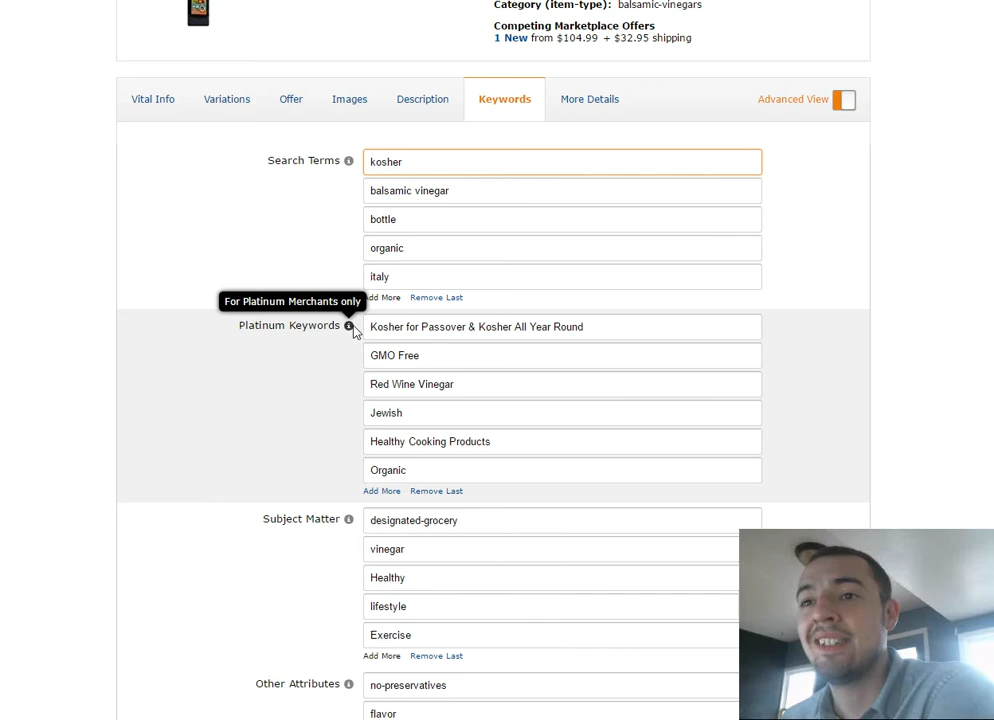 Category (item-type): balsamic-vinegars
Competing Marketplace Offers
1 New from $104.99 + $32.95 shipping
Vital Info Variations Offer Images Description Keywords More Details Advanced View
Search Terms kosher
balsamic vinegar
bottle
organic
italy
Add More Remove Last
For Platinum Merchants only
Platinum Keywords Kosher for Passover & Kosher All Year Round
GMO Free
Red Wine Vinegar
Jewish
Healthy Cooking Products
Organic
Add More Remove Last
Subject Matter designated-grocery
vinegar
Healthy
lifestyle
Exercise
Add More Remove Last
Other Attributes no-preservatives
flavor